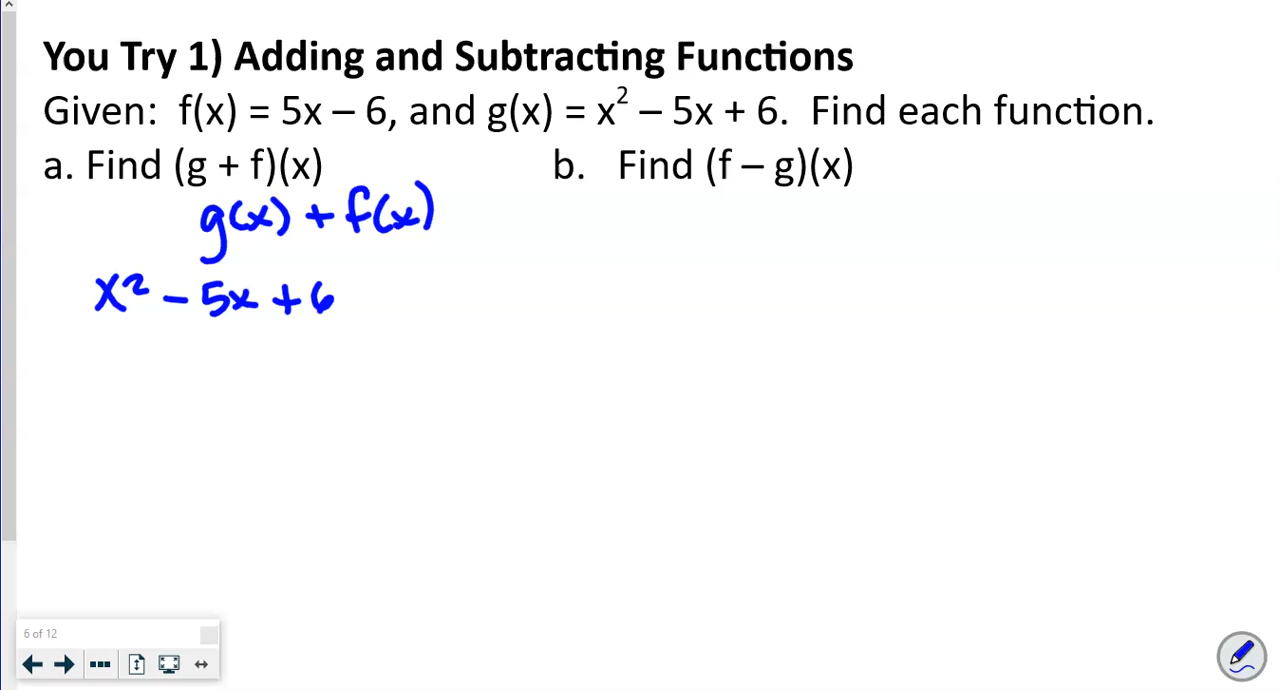 You Try 1) Adding and Subtracting Functions
Given: f(x) = 5x – 6, and g(x) = x² – 5x + 6. Find each function.
a. Find (g + f)(x)
b. Find (f – g)(x)
g(x) + f(x)
x² - 5x + 6
6 of 12